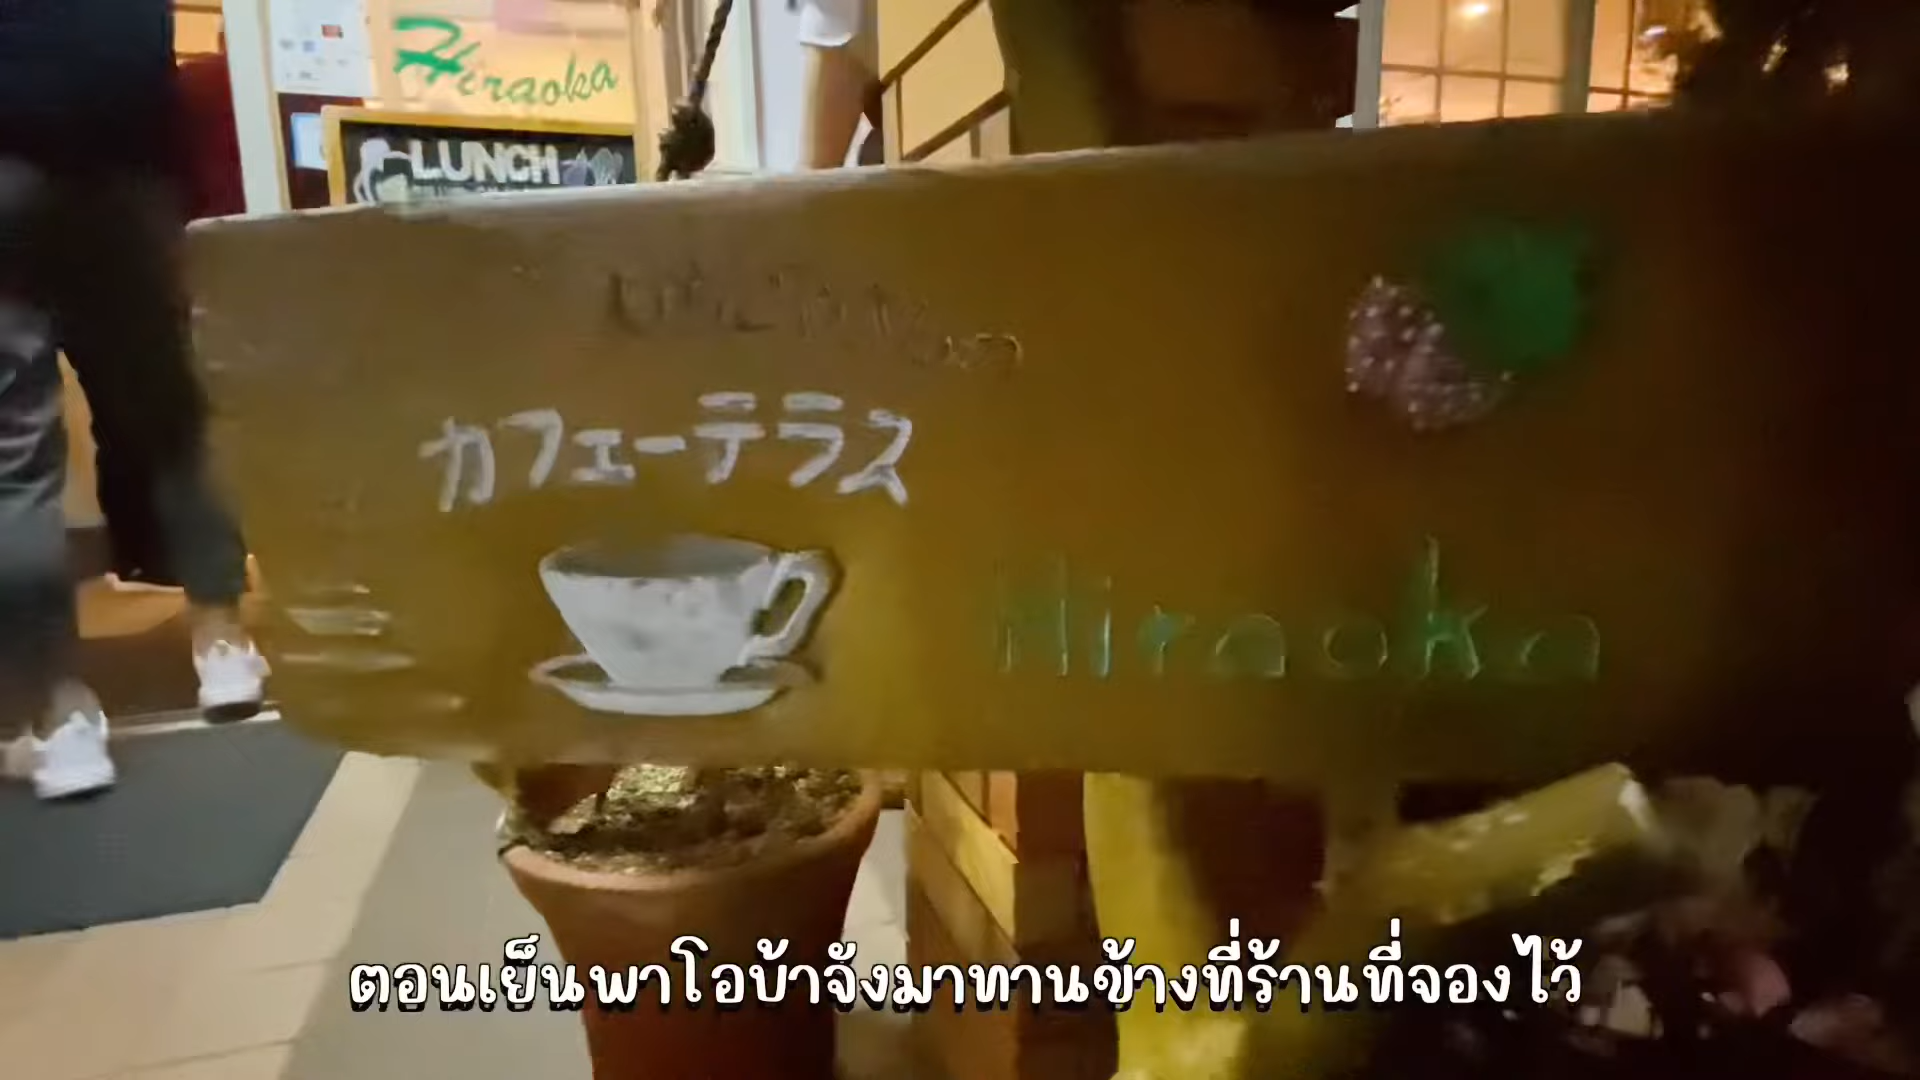 Hiraoka
LUNCH
カフェーテラス
Hiraoka
ตอนเย็นพาโอบ้าจังมาทานข้างที่ร้านที่จองไว้